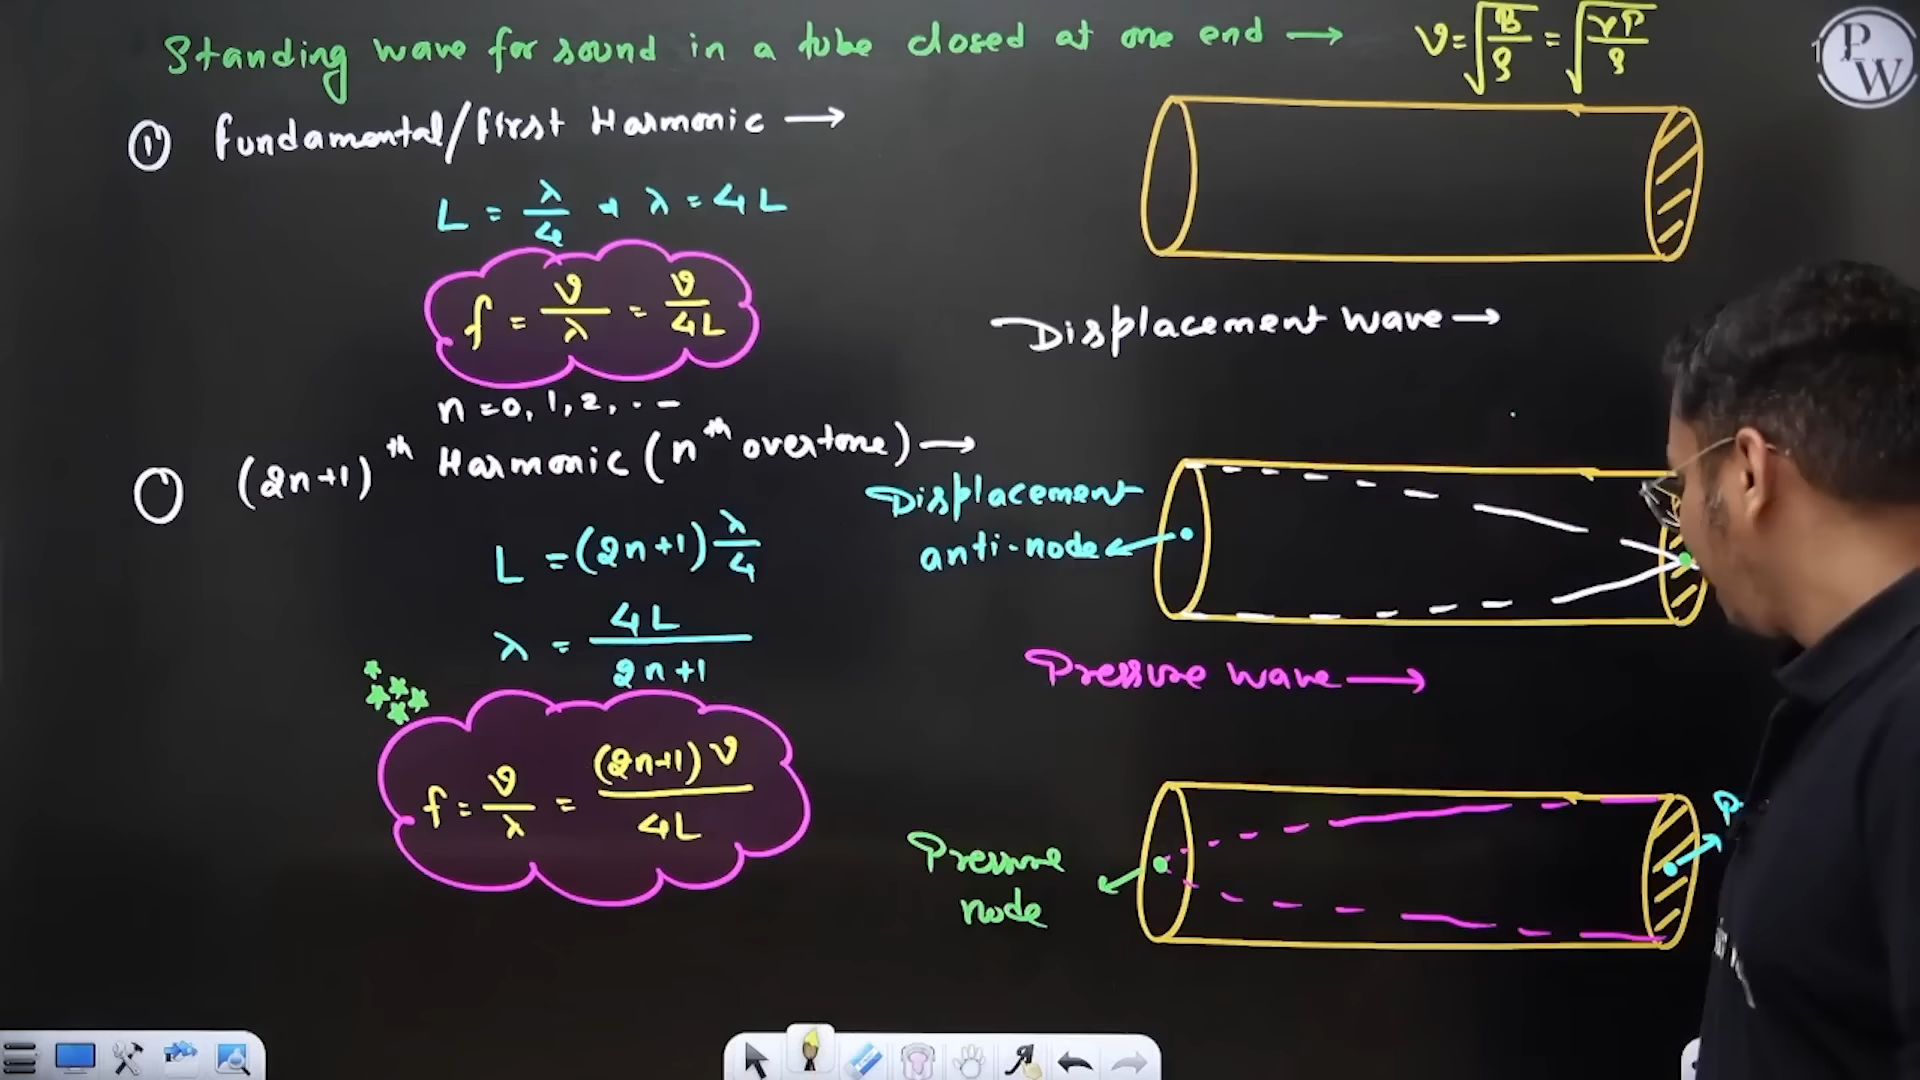 Standing wave for sound in a tube closed at one end → v = √(B/ρ) = √(γP/ρ)
PW
① fundamental/first Harmonic →
L = λ/4 → λ = 4L
f = v/λ = v/4L
n = 0, 1, 2, . --
(2n+1)th Harmonic (nth overtone) →
L = (2n+1) λ/4
λ = 4L/2n+1
f = v/λ = (2n+1) v/4L
Displacement wave →
Displacement
anti-node
Pressure wave →
Pressure
node